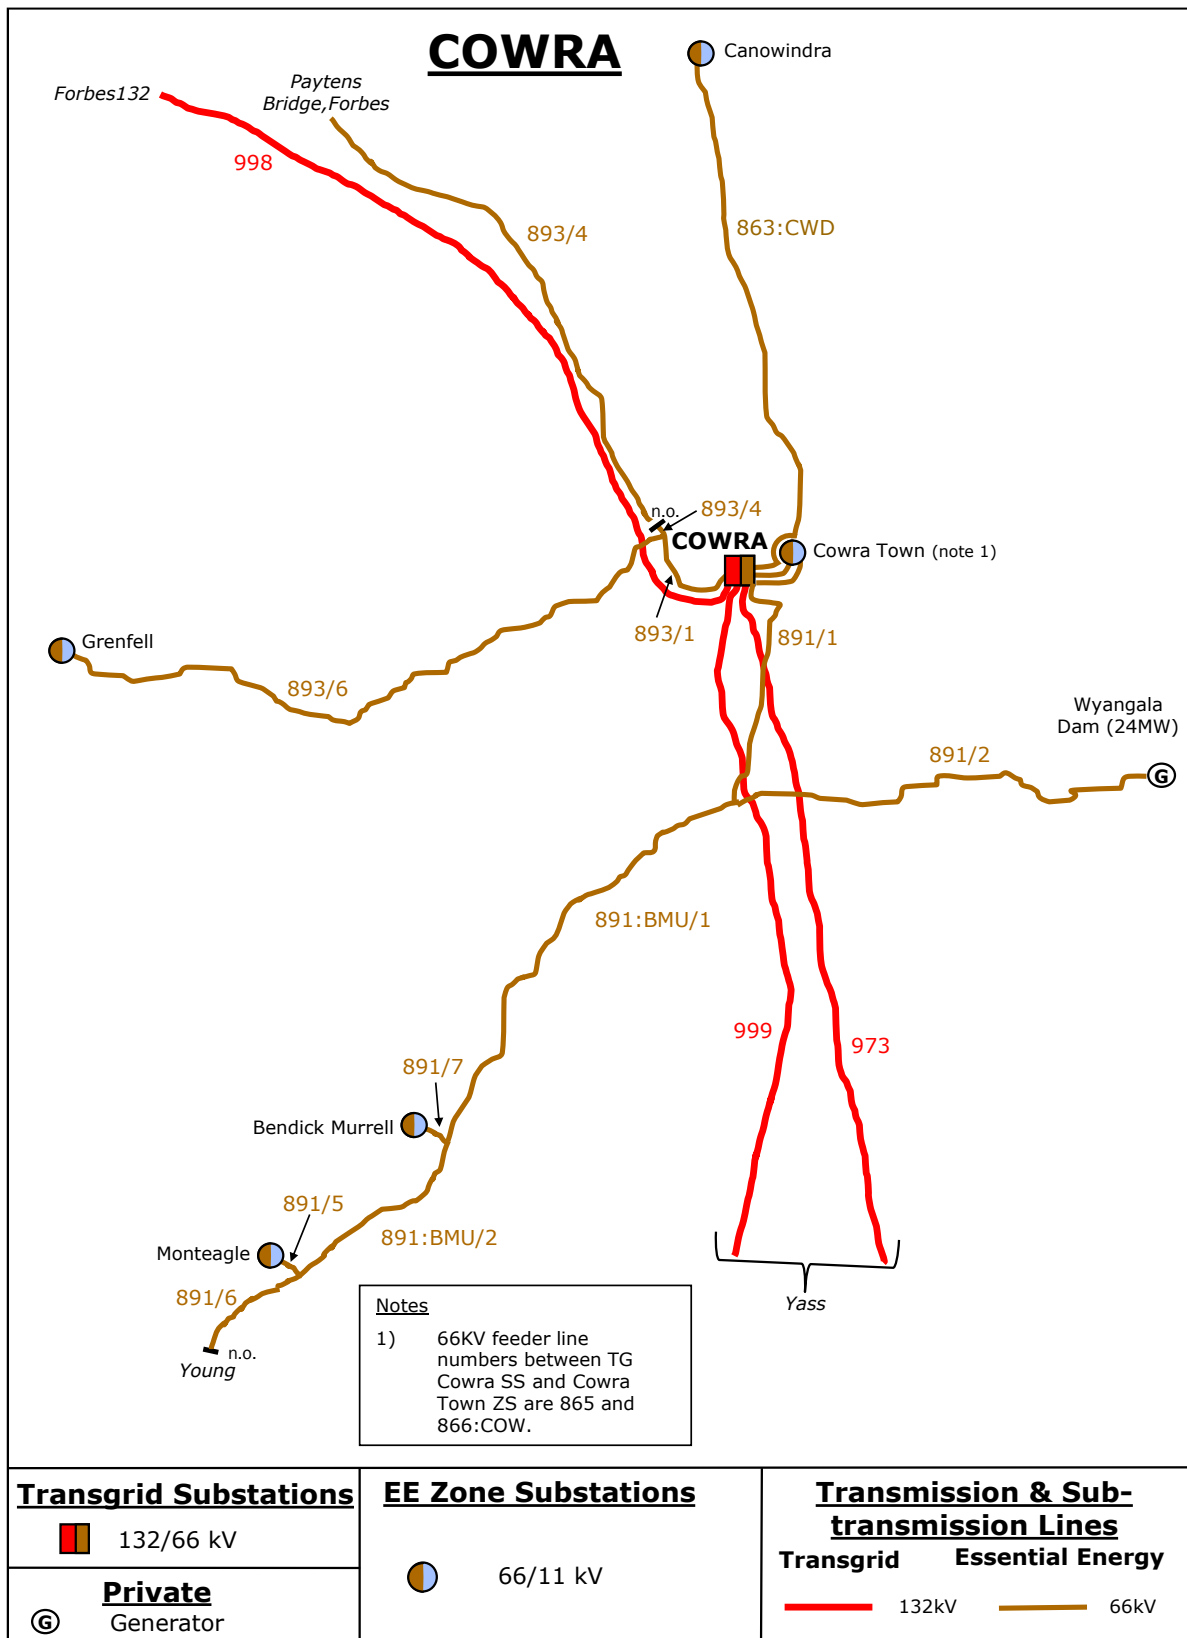 COWRA
Canowindra
Forbes132
Paytens
Bridge,Forbes
998
893/4
863:CWD
n.o.
893/4
COWRA
Cowra Town (note 1)
893/1
891/1
Grenfell
893/6
Wyangala
Dam (24MW)
891/2
G
891:BMU/1
999
973
891/7
Bendick Murrell
891/5
891:BMU/2
Monteagle
891/6
n.o.
Young
Yass
Notes
1) 66KV feeder line
numbers between TG
Cowra SS and Cowra
Town ZS are 865 and
866:COW.
Transgrid Substations
132/66 kV
Private
G Generator
EE Zone Substations
66/11 kV
Transmission & Sub-
transmission Lines
Transgrid Essential Energy
132kV 66kV